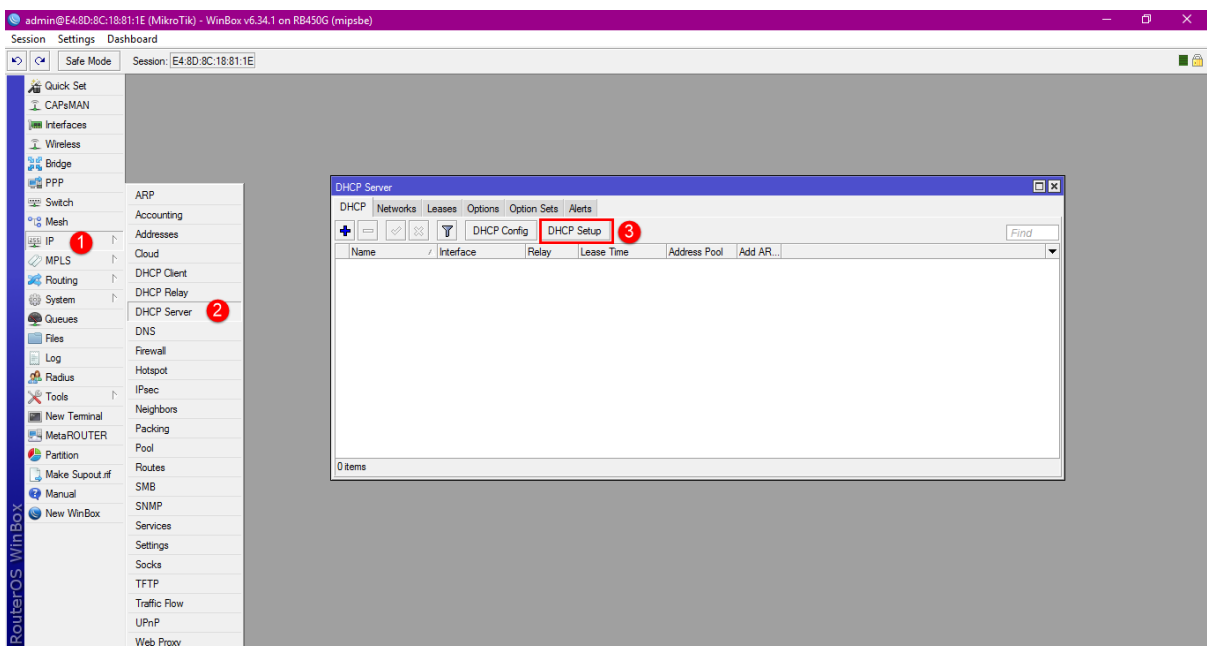 admin@E4:8D:8C:18:81:1E (MikroTik) - WinBox v6.34.1 on RB450G (mipsbe)
Session Settings Dashboard
Safe Mode Session: E4:8D:8C:18:81:1E
Quick Set
CAPsMAN
Interfaces
Wireless
Bridge
PPP
Switch
Mesh
IP 1
MPLS
Routing
System
Queues
Files
Log
Radius
Tools
New Terminal
MetaROUTER
Partition
Make Supout.rif
Manual
New WinBox
RouterOS WinBox
ARP
Accounting
Addresses
Cloud
DHCP Client
DHCP Relay
DHCP Server 2
DNS
Firewall
Hotspot
IPsec
Neighbors
Packing
Pool
Routes
SMB
SNMP
Services
Settings
Socks
TFTP
Traffic Flow
UPnP
Web Proxy
DHCP Server
DHCP Networks Leases Options Option Sets Alerts
DHCP Config DHCP Setup 3 Find
Name / Interface Relay Lease Time Address Pool Add AR...
0 items